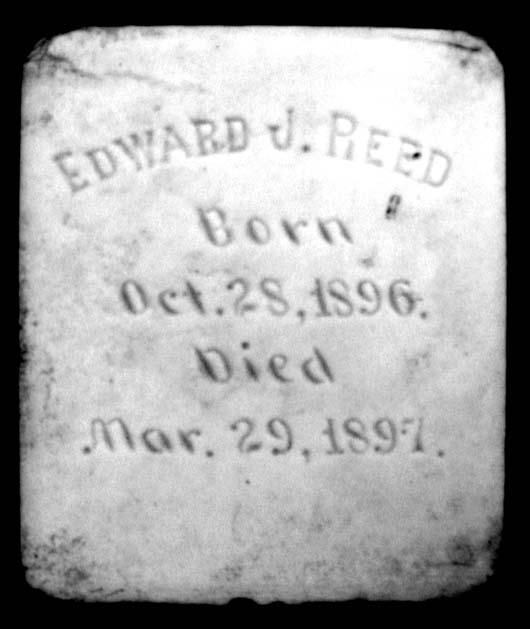 EDWARD J. REED
Born
Oct. 28, 1896.
Died
Mar. 29, 1897.